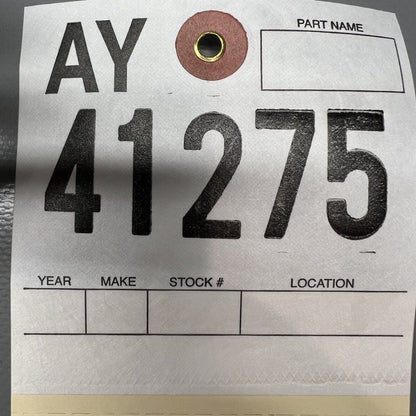 AY
PART NAME
41275
YEAR MAKE STOCK # LOCATION